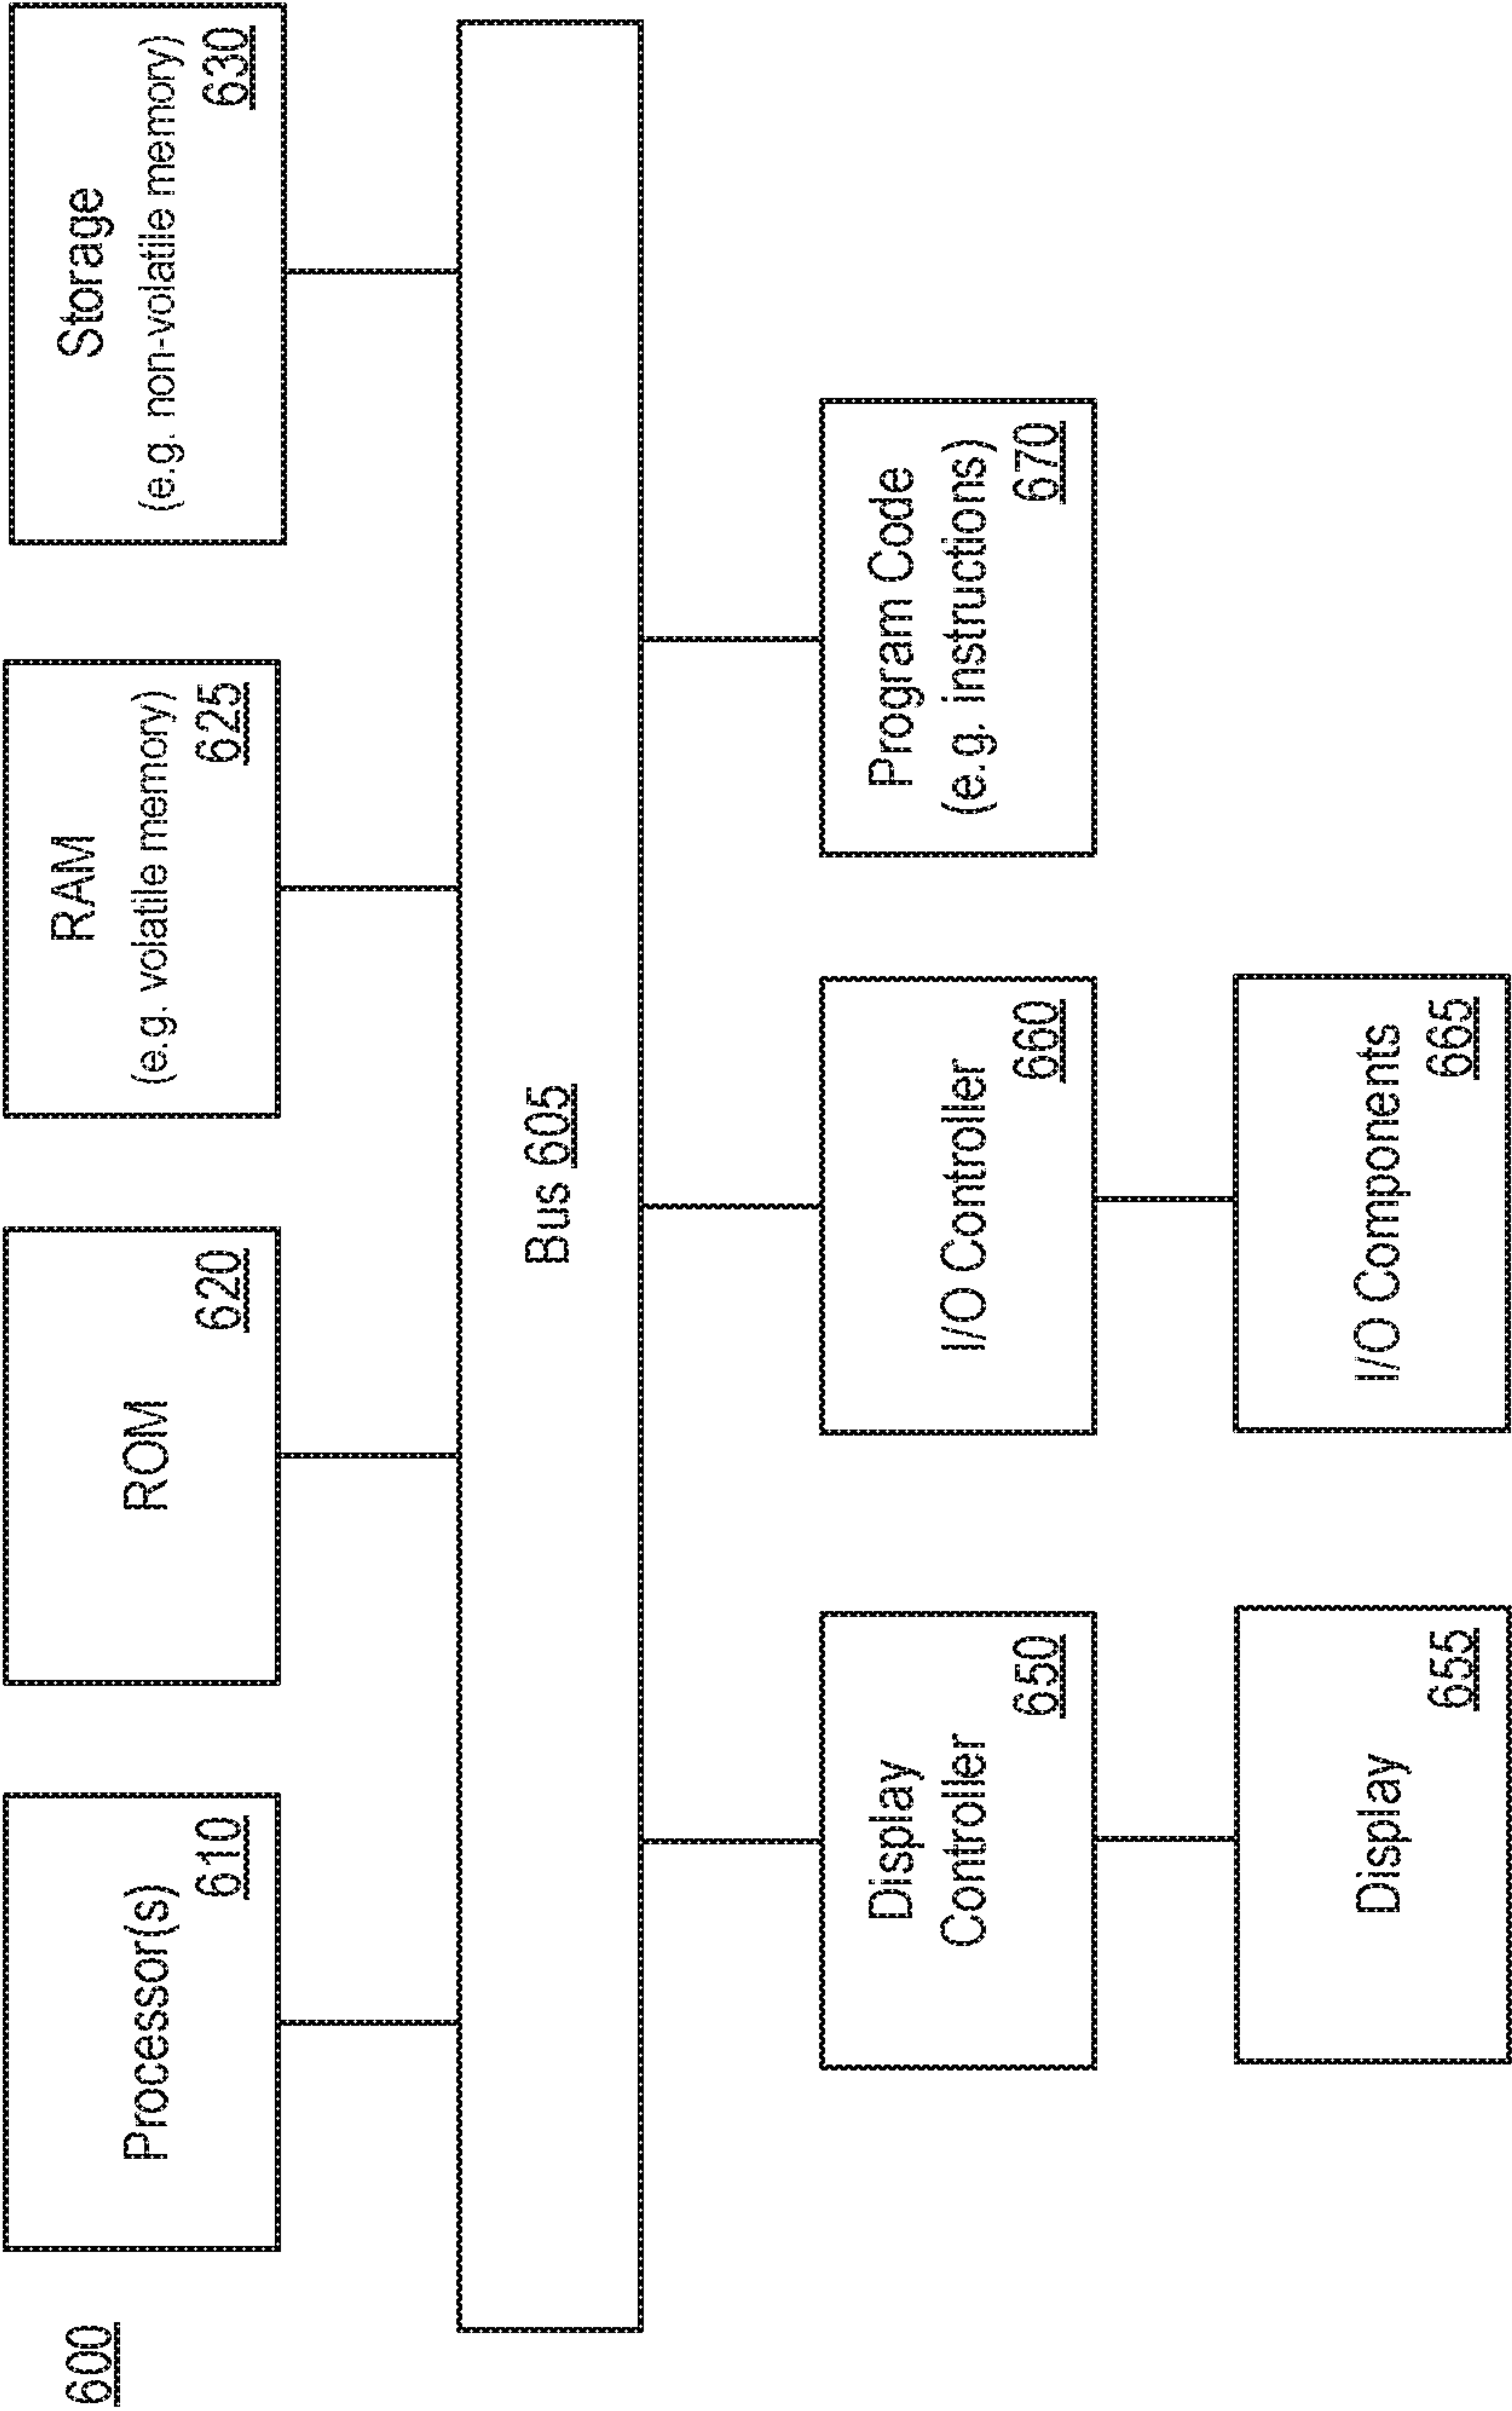 600
Processor(s)
610
ROM
620
RAM
(e.g. volatile memory)
625
Storage
(e.g. non-volatile memory)
630
Bus 605
Display
Controller
650
I/O Controller
660
Program Code
(e.g. instructions)
670
Display
655
I/O Components
665